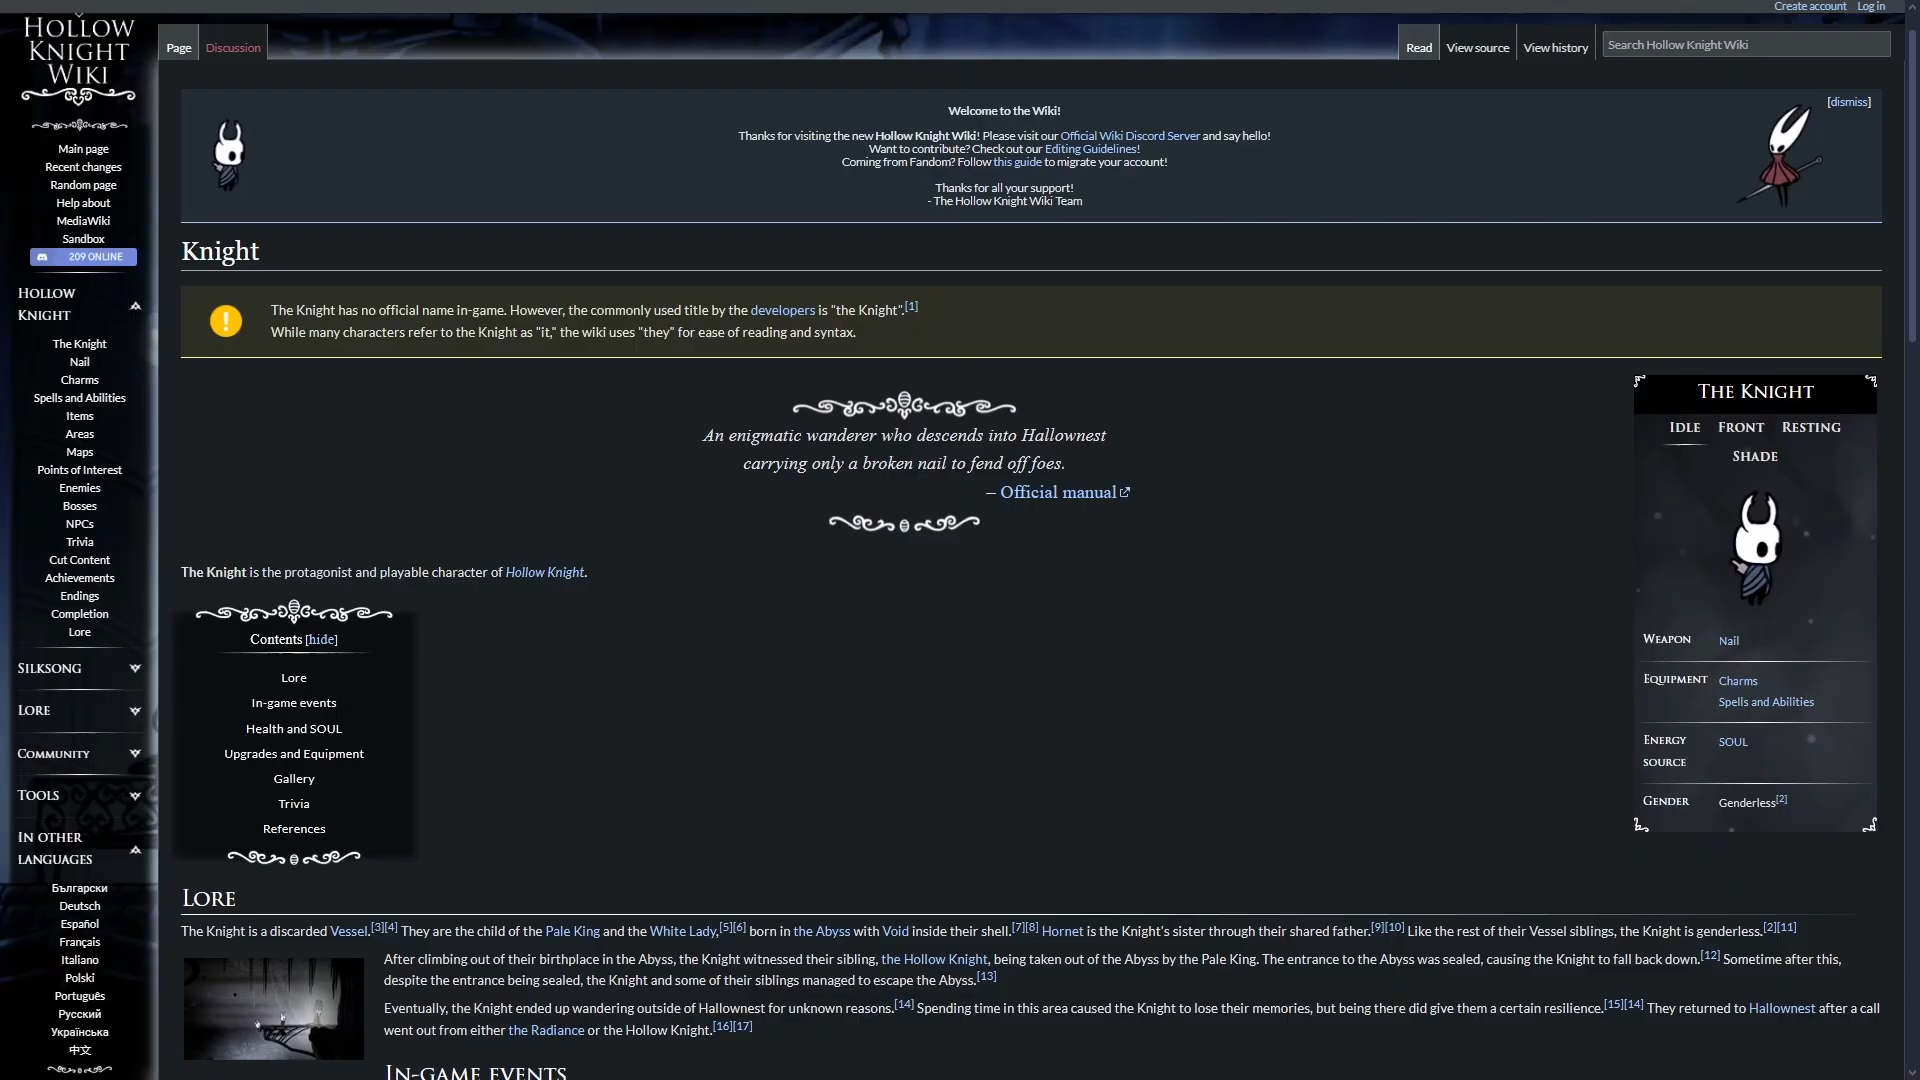 Create account Log in
HOLLOW
KNIGHT
WIKI
Page Discussion
Read View source View history Search Hollow Knight Wiki
Main page
Recent changes
Random page
Help about
MediaWiki
Sandbox
209 ONLINE
HOLLOW
KNIGHT
The Knight
Nail
Charms
Spells and Abilities
Items
Areas
Maps
Points of Interest
Enemies
Bosses
NPCs
Trivia
Cut Content
Achievements
Endings
Completion
Lore
SILKSONG
LORE
COMMUNITY
TOOLS
IN OTHER
LANGUAGES
Български
Deutsch
Español
Français
Italiano
Polski
Português
Русский
Українська
中文
[dismiss]
Welcome to the Wiki!
Thanks for visiting the new Hollow Knight Wiki! Please visit our Official Wiki Discord Server and say hello!
Want to contribute? Check out our Editing Guidelines!
Coming from Fandom? Follow this guide to migrate your account!
Thanks for all your support!
- The Hollow Knight Wiki Team
Knight
The Knight has no official name in-game. However, the commonly used title by the developers is "the Knight".[1]
While many characters refer to the Knight as "it," the wiki uses "they" for ease of reading and syntax.
An enigmatic wanderer who descends into Hallownest
carrying only a broken nail to fend off foes.
– Official manual
The Knight is the protagonist and playable character of Hollow Knight.
Contents [hide]
Lore
In-game events
Health and SOUL
Upgrades and Equipment
Gallery
Trivia
References
THE KNIGHT
IDLE FRONT RESTING
SHADE
WEAPON Nail
EQUIPMENT Charms
Spells and Abilities
ENERGY SOUL
SOURCE
GENDER Genderless[2]
LORE
The Knight is a discarded Vessel.[3][4] They are the child of the Pale King and the White Lady,[5][6] born in the Abyss with Void inside their shell.[7][8] Hornet is the Knight's sister through their shared father.[9][10] Like the rest of their Vessel siblings, the Knight is genderless.[2][11]
After climbing out of their birthplace in the Abyss, the Knight witnessed their sibling, the Hollow Knight, being taken out of the Abyss by the Pale King. The entrance to the Abyss was sealed, causing the Knight to fall back down.[12] Sometime after this,
despite the entrance being sealed, the Knight and some of their siblings managed to escape the Abyss.[13]
Eventually, the Knight ended up wandering outside of Hallownest for unknown reasons.[14] Spending time in this area caused the Knight to lose their memories, but being there did give them a certain resilience.[15][14] They returned to Hallownest after a call
went out from either the Radiance or the Hollow Knight.[16][17]
IN-GAME EVENTS